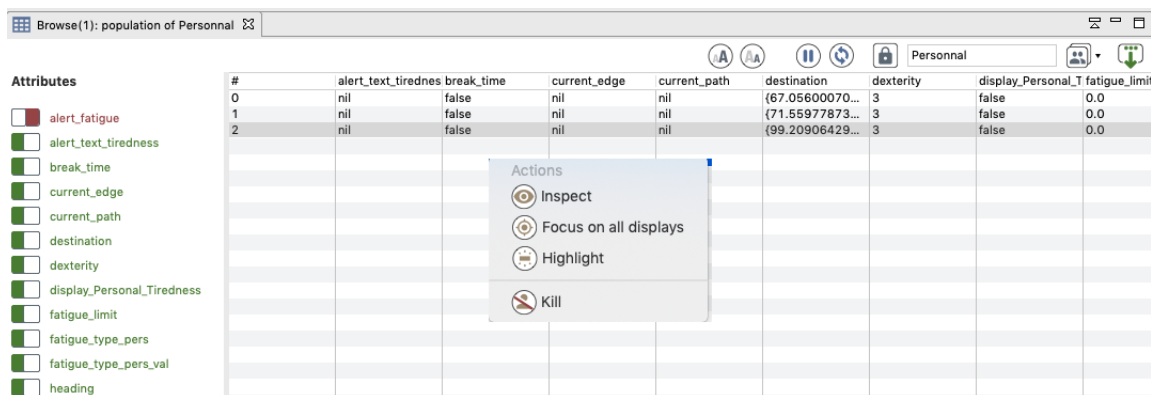 Browse(1): population of Personnal
AA AA Personnal
Attributes
alert_fatigue
alert_text_tiredness
break_time
current_edge
current_path
destination
dexterity
display_Personal_Tiredness
fatigue_limit
fatigue_type_pers
fatigue_type_pers_val
heading
# alert_text_tirednes break_time current_edge current_path destination dexterity display_Personal_T fatigue_limit
0 nil false nil nil {67.05600070... 3 false 0.0
1 nil false nil nil {71.55977873... 3 false 0.0
2 nil false nil nil {99.20906429... 3 false 0.0
Actions
Inspect
Focus on all displays
Highlight
Kill